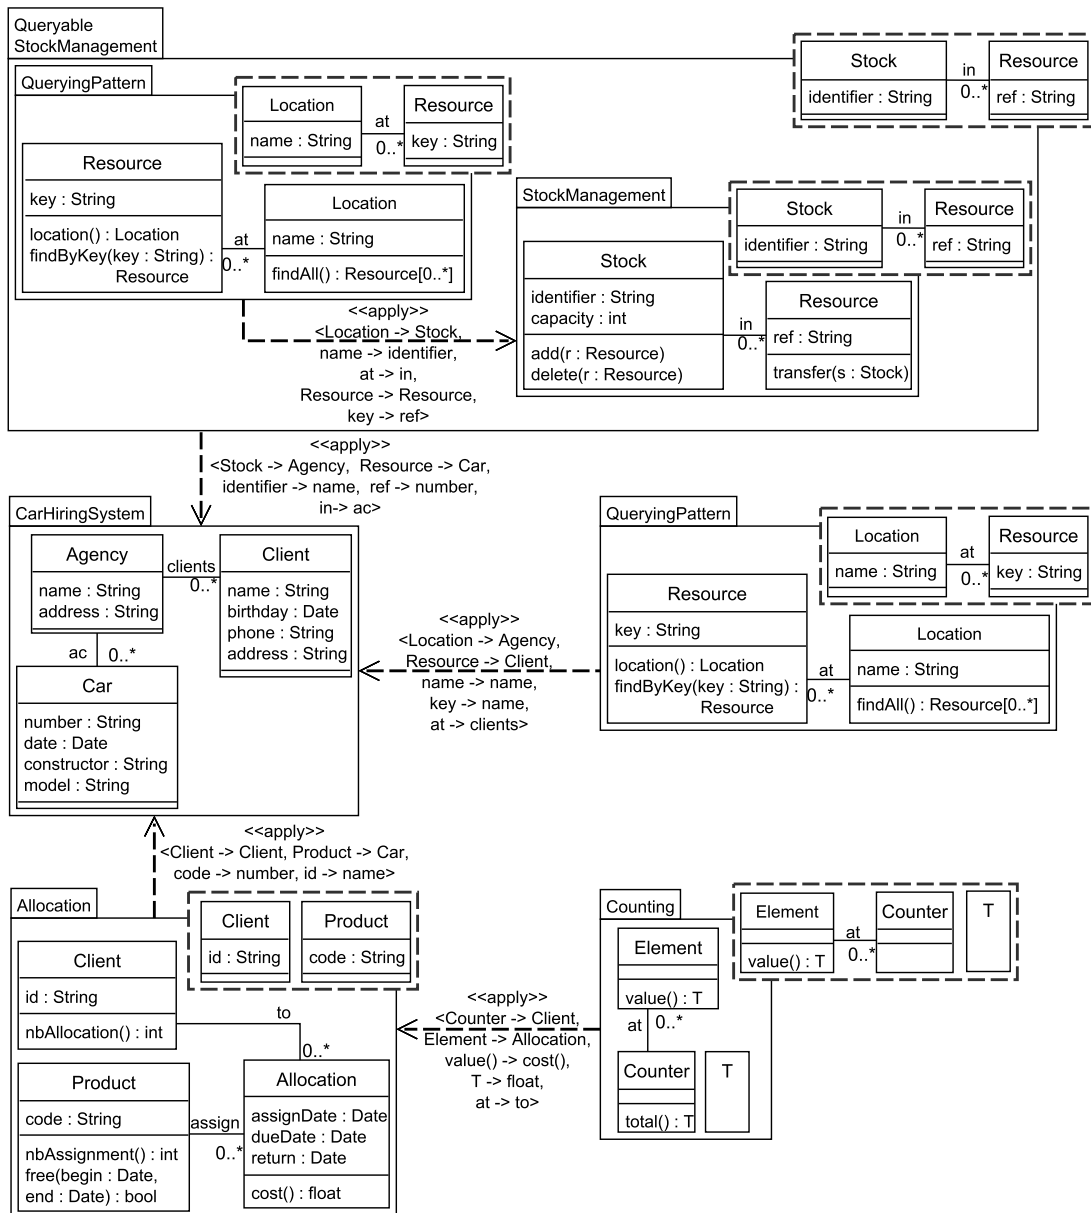 Queryable
StockManagement
Stock
identifier : String
in
0..*
Resource
ref : String
QueryingPattern
Location
name : String
at
0..*
Resource
key : String
Resource
key : String
location() : Location
findByKey(key : String) :
Resource
at
0..*
Location
name : String
findAll() : Resource[0..*]
StockManagement
Stock
identifier : String
in
0..*
Resource
ref : String
Stock
identifier : String
capacity : int
add(r : Resource)
delete(r : Resource)
in
0..*
Resource
ref : String
transfer(s : Stock)
<<apply>>
<Location -> Stock,
name -> identifier,
at -> in,
Resource -> Resource,
key -> ref>
<<apply>>
<Stock -> Agency,  Resource -> Car,
identifier -> name,  ref -> number,
in-> ac>
CarHiringSystem
Agency
name : String
address : String
clients
0..*
Client
name : String
birthday : Date
phone : String
address : String
ac
0..*
Car
number : String
date : Date
constructor : String
model : String
<<apply>>
<Location -> Agency,
Resource -> Client,
name -> name,
key -> name,
at -> clients>
QueryingPattern
Location
name : String
at
0..*
Resource
key : String
Resource
key : String
location() : Location
findByKey(key : String) :
Resource
at
0..*
Location
name : String
findAll() : Resource[0..*]
<<apply>>
<Client -> Client, Product -> Car,
code -> number, id -> name>
Allocation
Client
id : String
Product
code : String
Client
id : String
nbAllocation() : int
to
0..*
Product
code : String
nbAssignment() : int
free(begin : Date,
end : Date) : bool
assign
0..*
Allocation
assignDate : Date
dueDate : Date
return : Date
cost() : float
<<apply>>
<Counter -> Client,
Element -> Allocation,
value() -> cost(),
T -> float,
at -> to>
Counting
Element
value() : T
at
0..*
Counter
T
Element
value() : T
at
0..*
Counter
total() : T
T